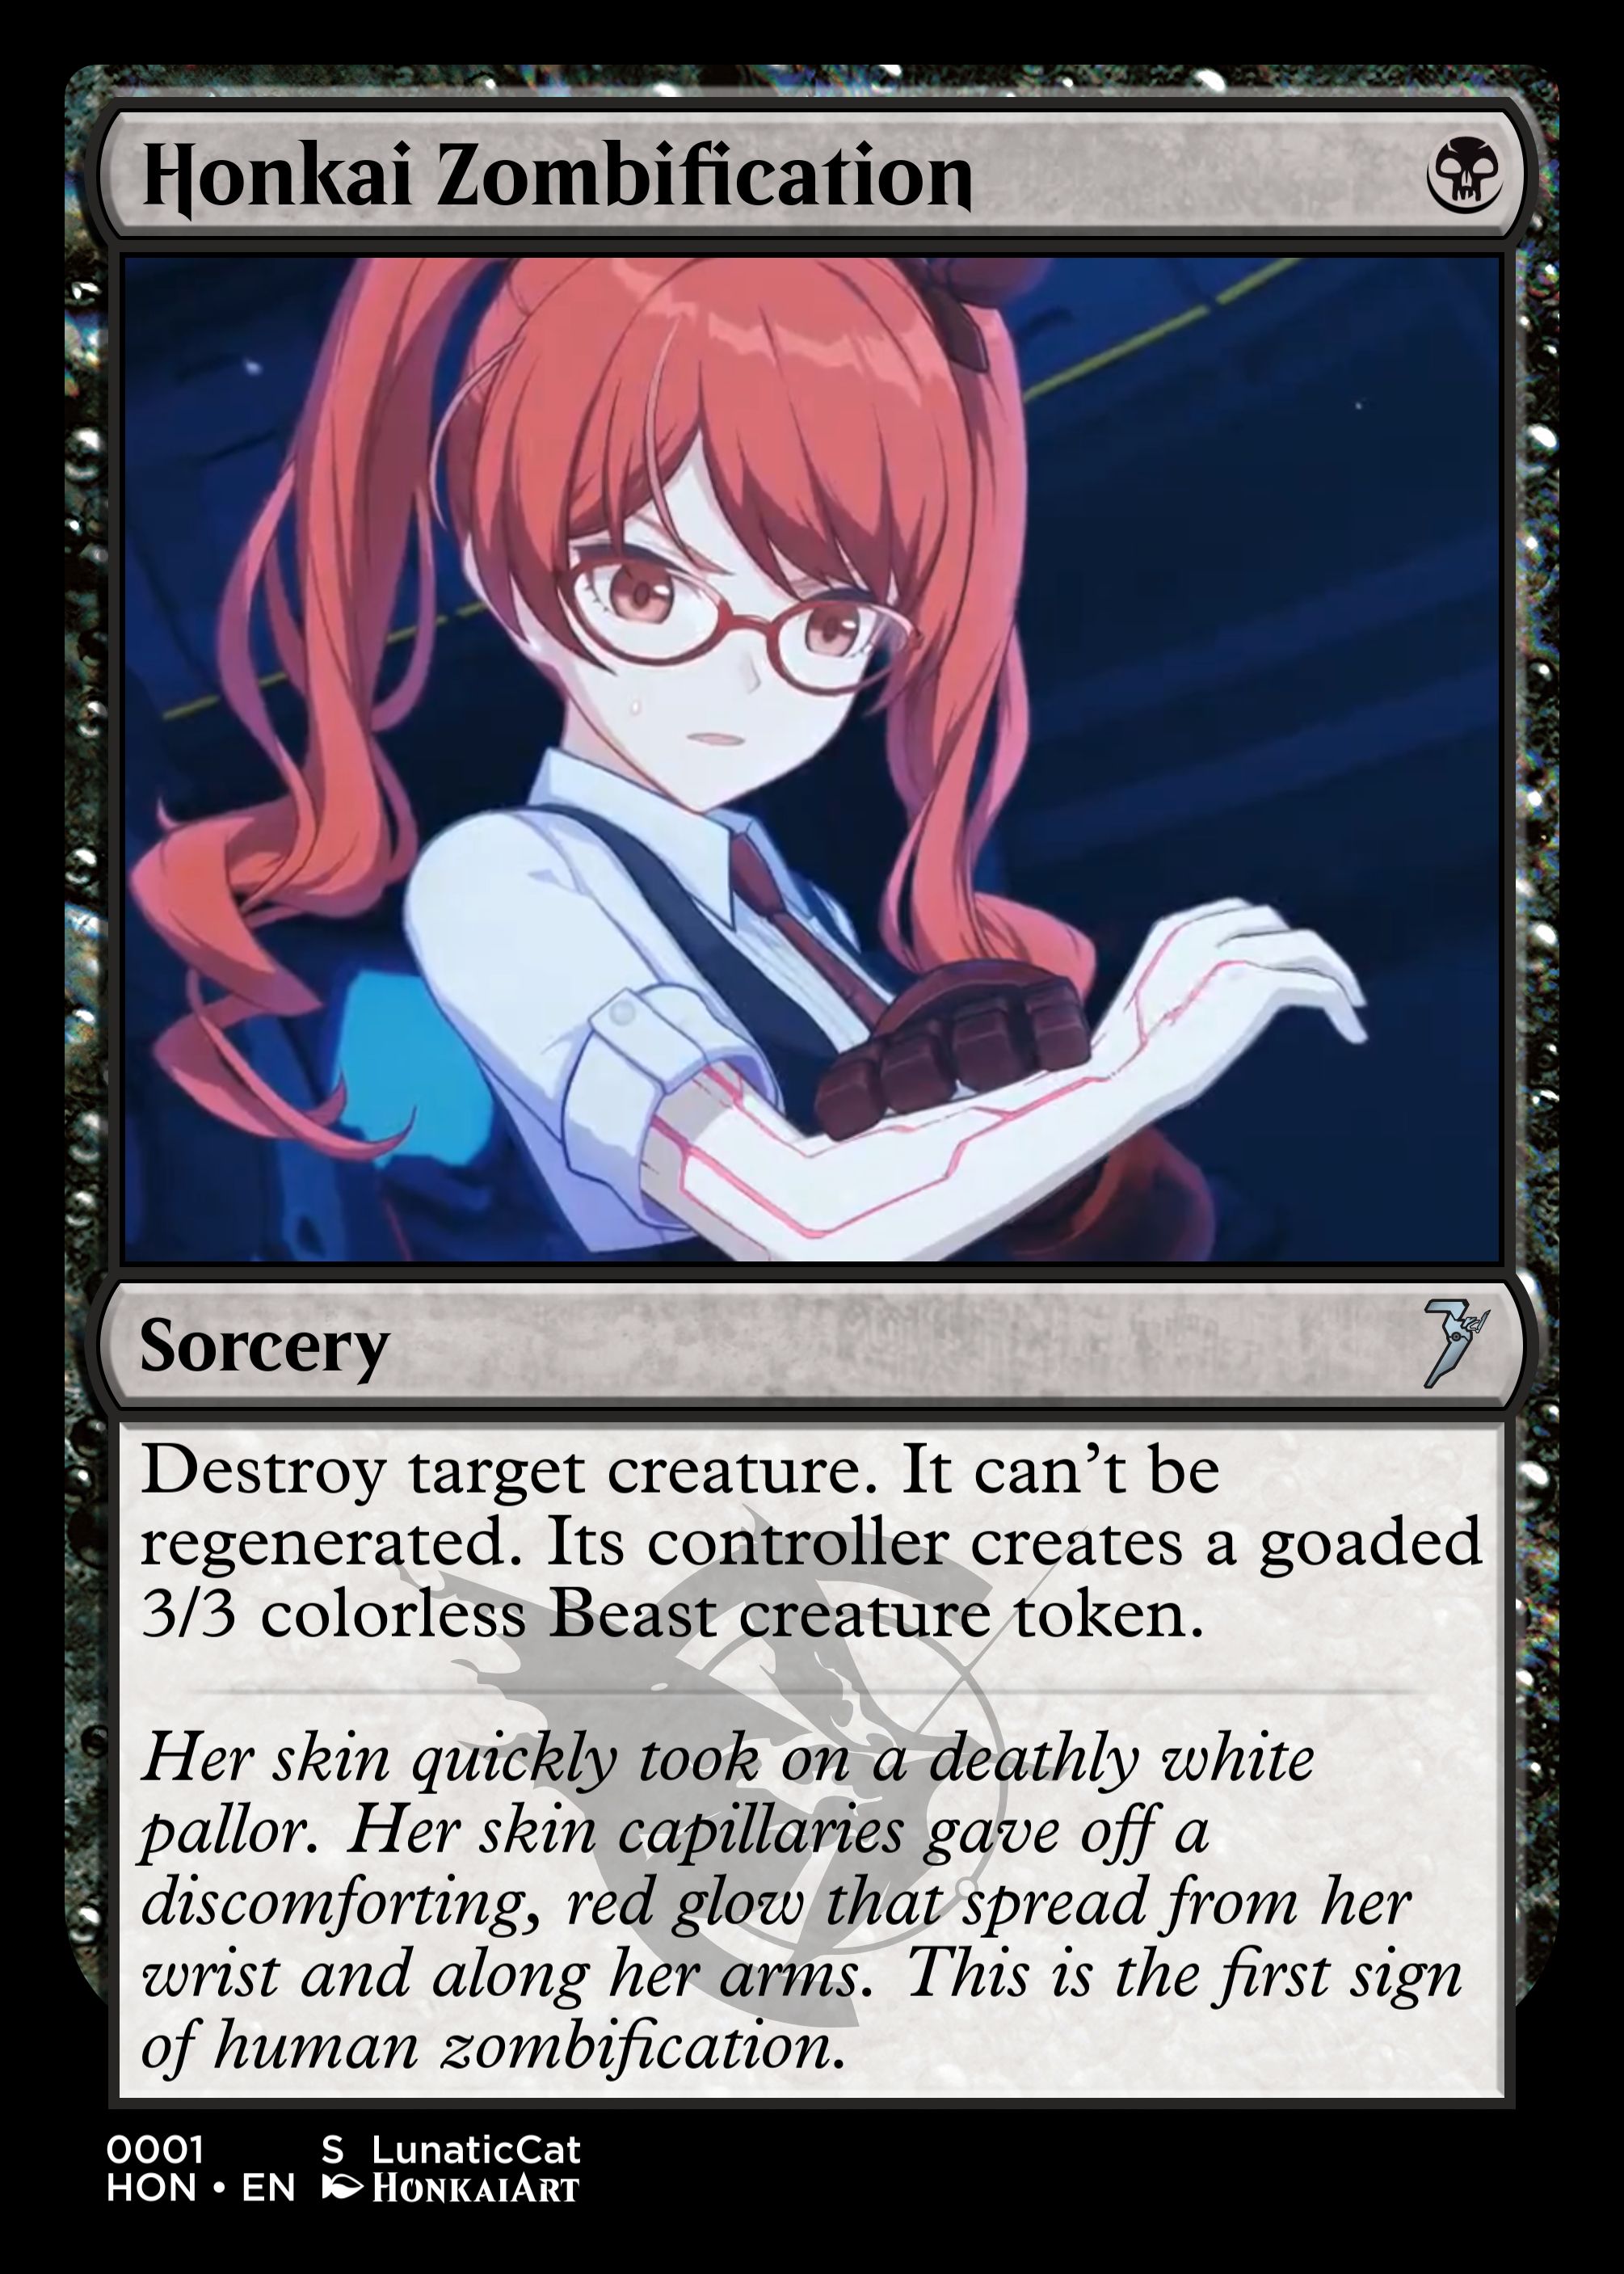 Honkai Zombification
Sorcery
Destroy target creature. It can’t be
regenerated. Its controller creates a goaded
3/3 colorless Beast creature token.
Her skin quickly took on a deathly white
pallor. Her skin capillaries gave off a
discomforting, red glow that spread from her
wrist and along her arms. This is the first sign
of human zombification.
0001 S LunaticCat
HON • EN HONKAIART